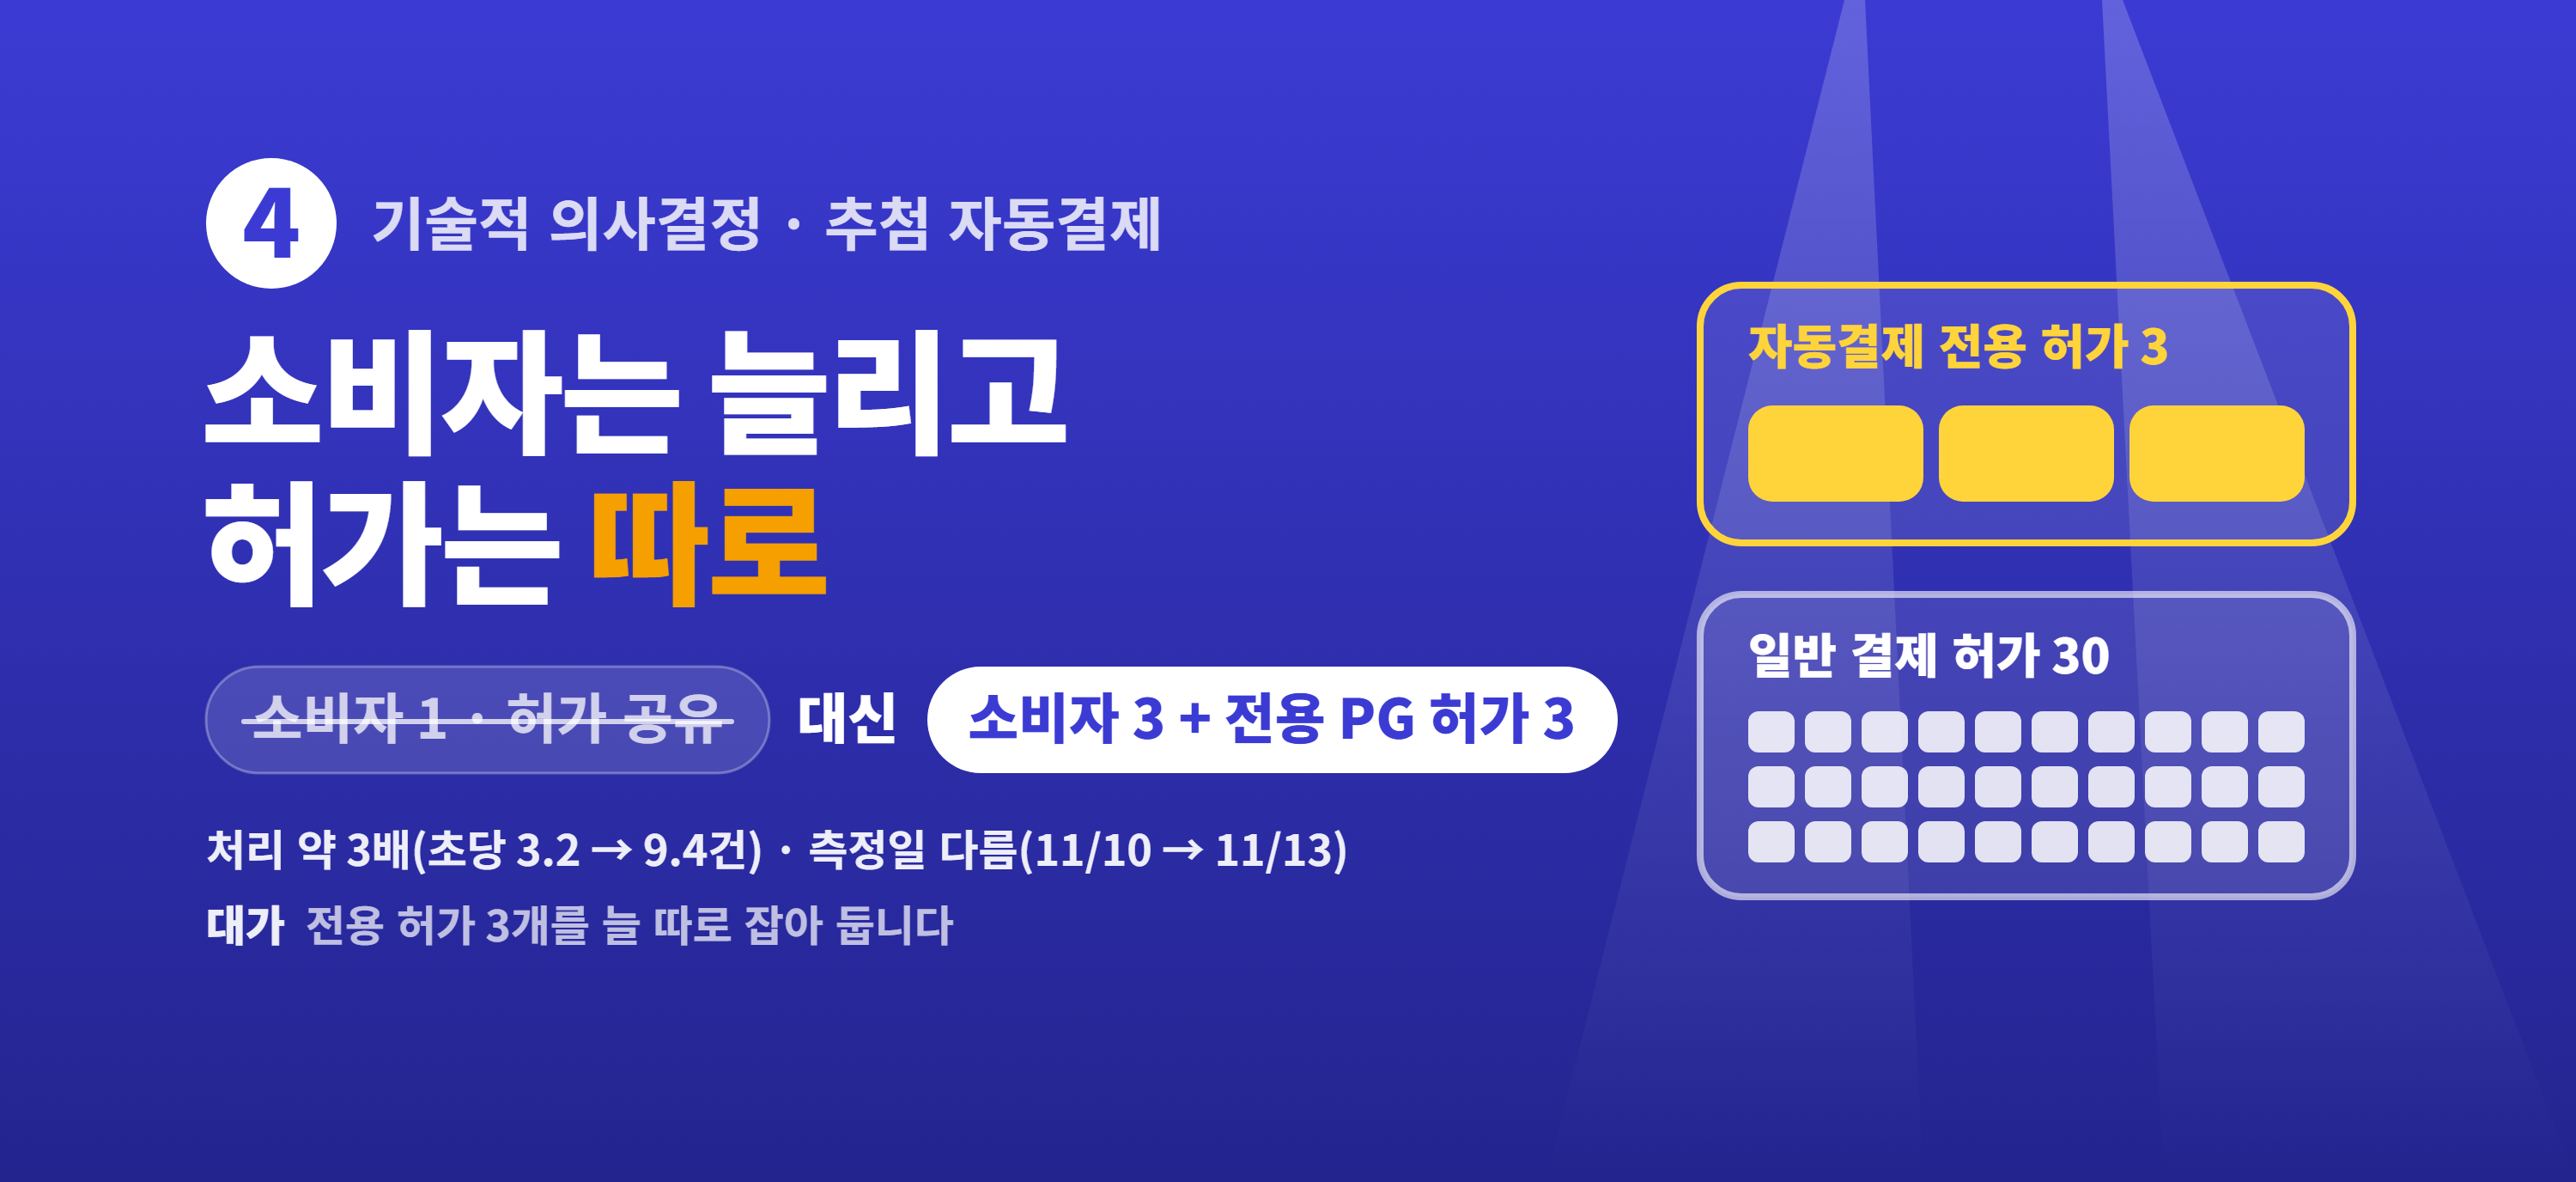 4 기술적 의사결정 · 추첨 자동결제
소비자는 늘리고
허가는 따로
소비자 1 · 허가 공유 대신 소비자 3 + 전용 PG 허가 3
처리 약 3배(초당 3.2 → 9.4건) · 측정일 다름(11/10 → 11/13)
대가 전용 허가 3개를 늘 따로 잡아 둡니다
자동결제 전용 허가 3
일반 결제 허가 30